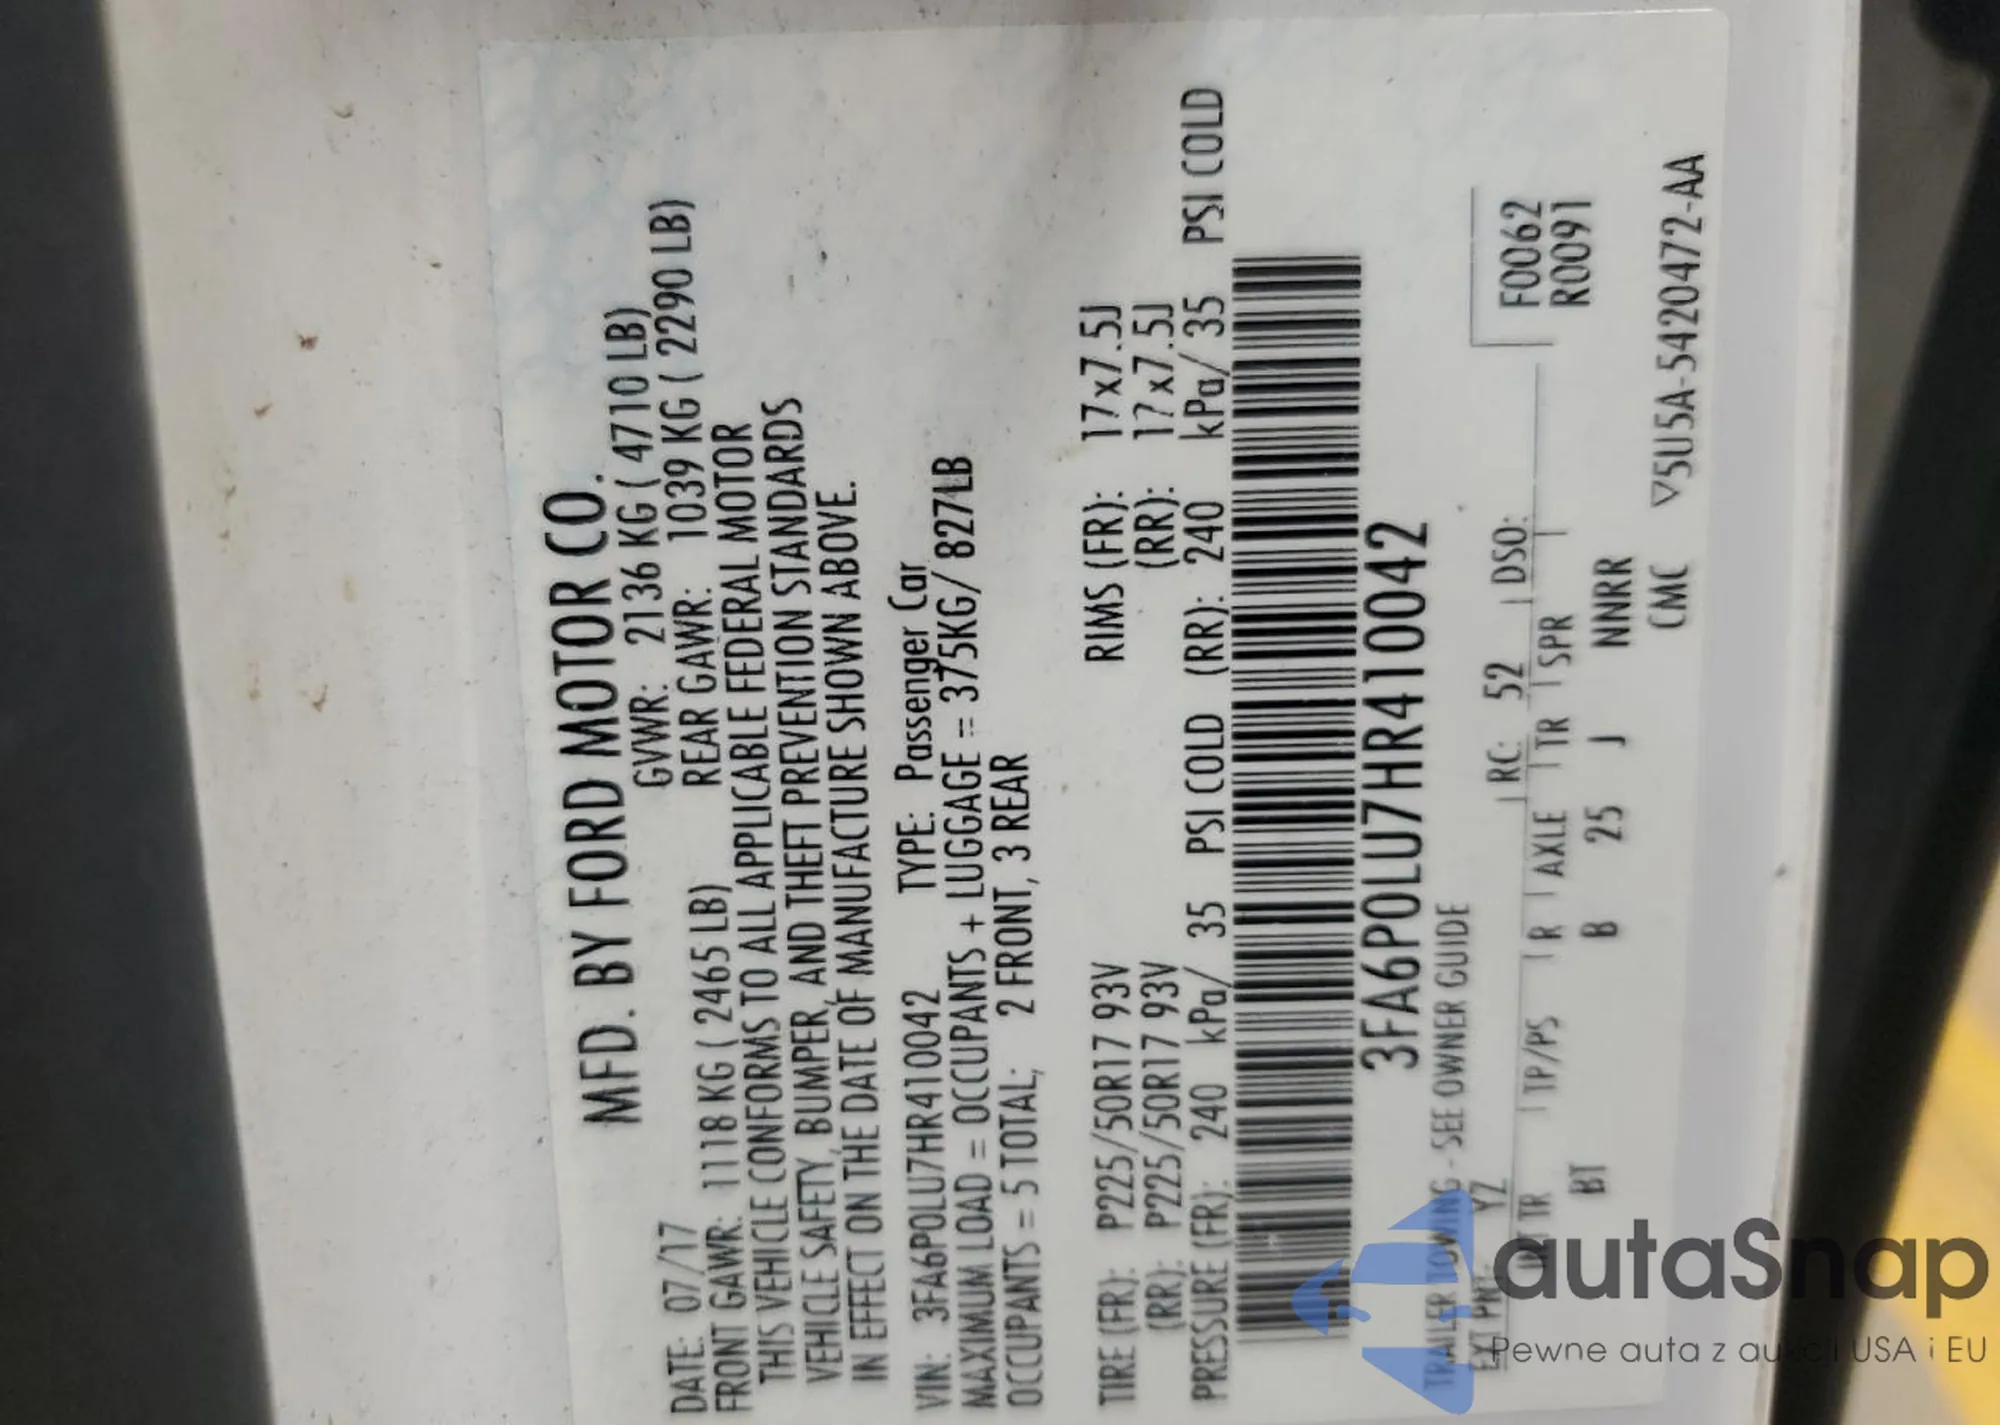 MFD. BY FORD MOTOR CO.
DATE: 07/17 GVWR: 2136 KG ( 4710 LB)
FRONT GAWR: 1118 KG ( 2465 LB) REAR GAWR: 1039 KG ( 2290 LB)
THIS VEHICLE CONFORMS TO ALL APPLICABLE FEDERAL MOTOR
VEHICLE SAFETY, BUMPER, AND THEFT PREVENTION STANDARDS
IN EFFECT ON THE DATE OF MANUFACTURE SHOWN ABOVE.
VIN: 3FA6P0LU7HR410042 TYPE: Passenger Car
MAXIMUM LOAD = OCCUPANTS + LUGGAGE = 375KG/ 827LB
OCCUPANTS = 5 TOTAL; 2 FRONT, 3 REAR
TIRE (FR): P225/50R17 93V RIMS (FR): 17x7.5J
(RR): P225/50R17 93V (RR): 17x7.5J
PRESSURE (FR): 240 kPa/ 35 PSI COLD (RR): 240 kPa/ 35 PSI COLD
3FA6P0LU7HR410042
TRAILER TOWING - SEE OWNER GUIDE
EXT PNT: YZ RC: 52 DSO:
INT TR TP/PS R AXLE TR SPR
BT B 25 J NNRR
F0062
R0091
CMC V5U5A-5420472-AA
autaSnap
Pewne auta z aukcji USA i EU